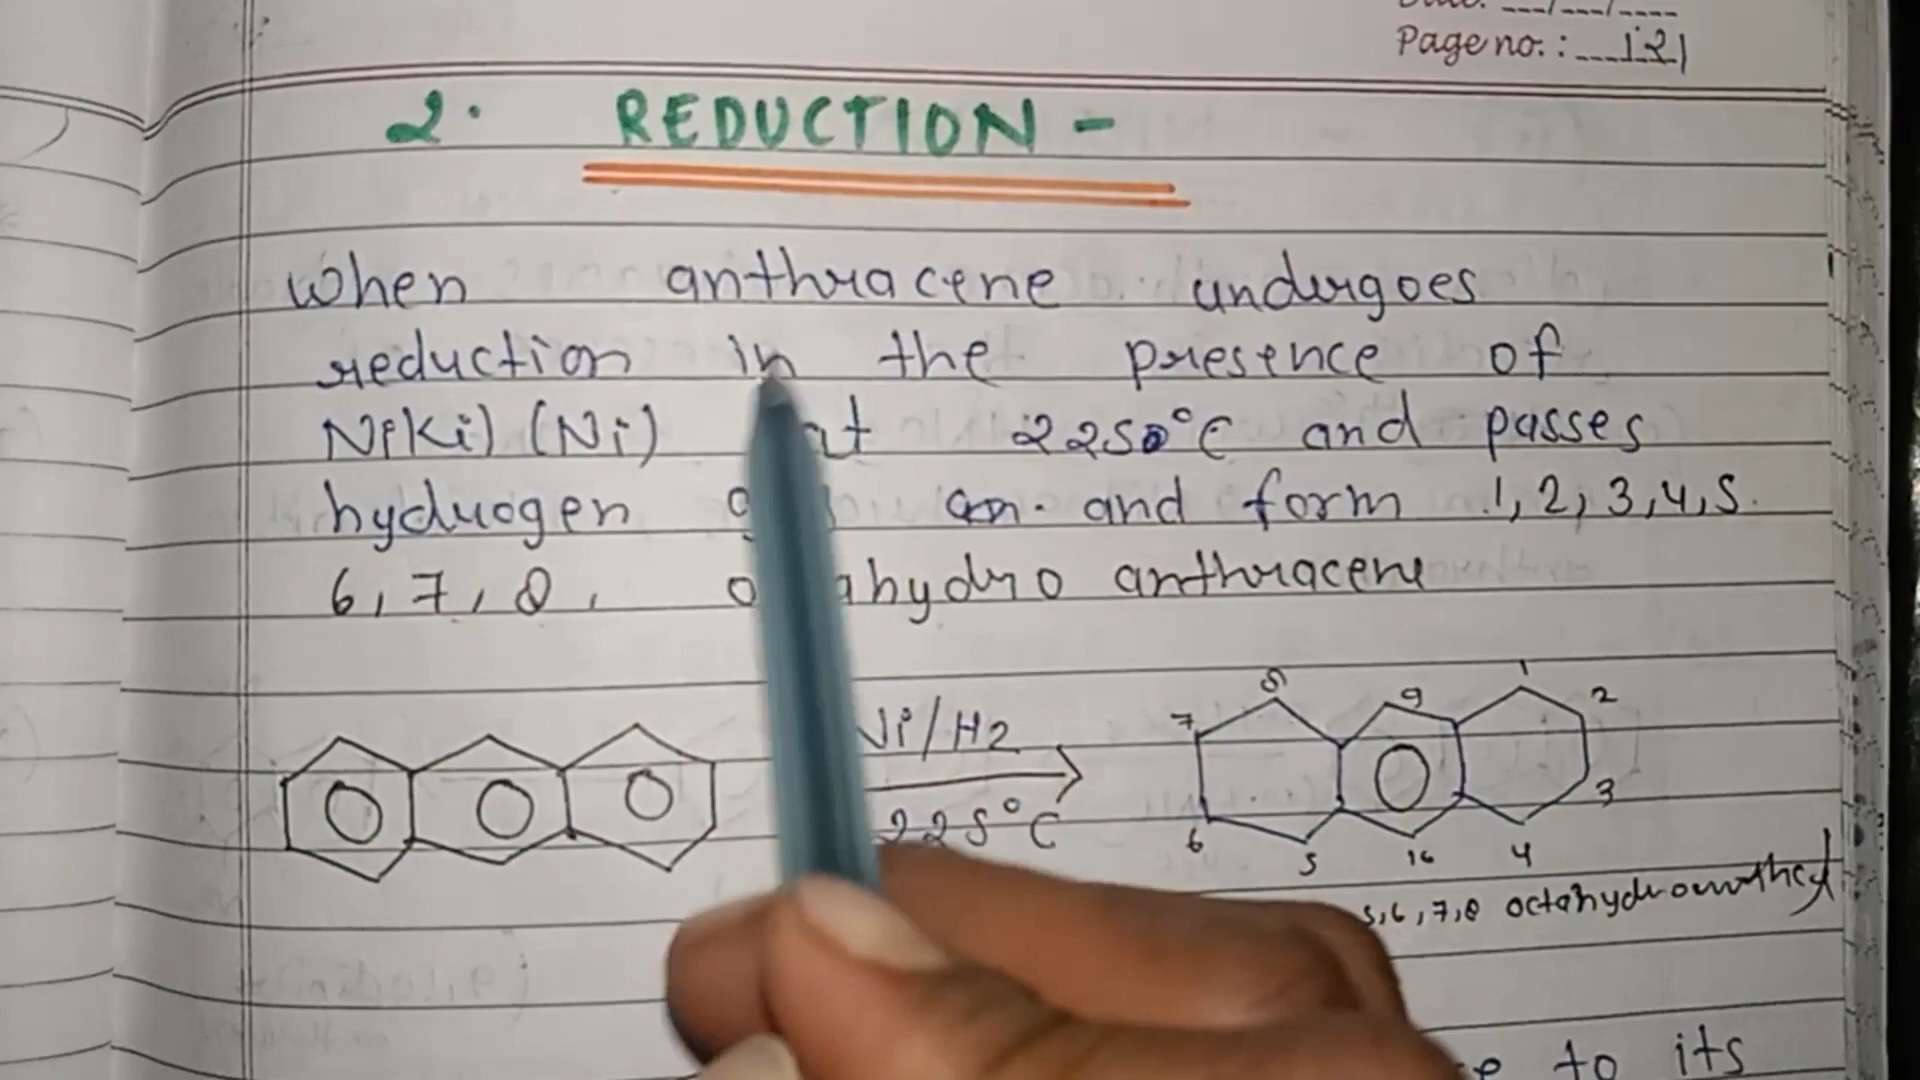 Page no.: 121
2. REDUCTION -
When anthracene undergoes
reduction in the presence of
Nikil (Ni) at 2250°C and passes
hydrogen and form 1, 2, 3, 4, 5.
6, 7, 8, anthracene
Ni/H2
225°C
8 9 1 2
7
6 5 10 4 3
5,6,7,8
to its